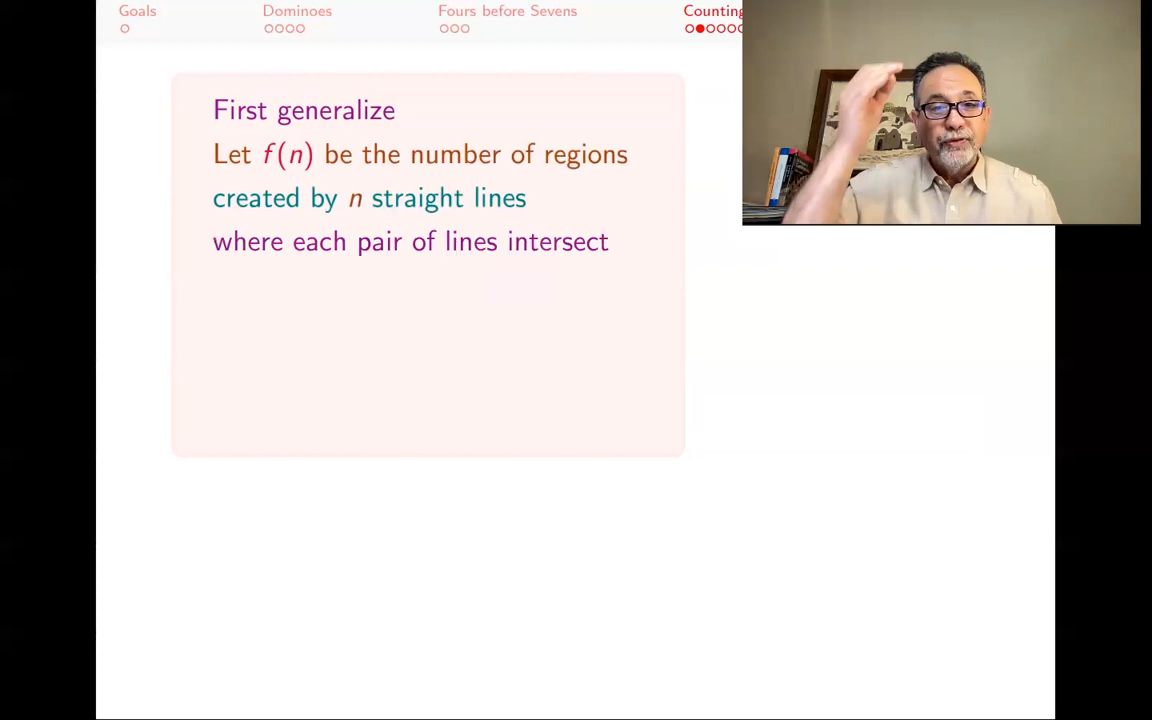 Goals
Dominoes
Fours before Sevens
Counting
First generalize
Let f(n) be the number of regions
created by n straight lines
where each pair of lines intersect